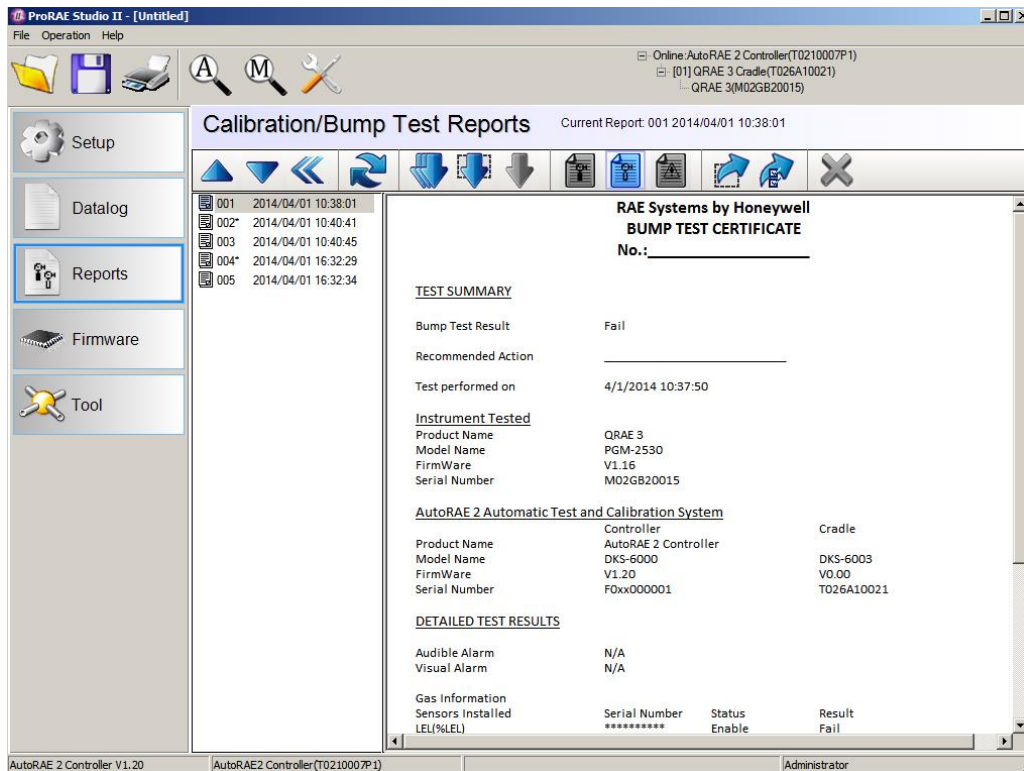 ProRAE Studio II - [Untitled]
File Operation Help
A M
Online:AutoRAE 2 Controller(T0210007P1)
[01] QRAE 3 Cradle(T026A10021)
QRAE 3(M02GB20015)
Setup
Datalog
Reports
Firmware
Tool
Calibration/Bump Test Reports Current Report: 001 2014/04/01 10:38:01
001 2014/04/01 10:38:01
002* 2014/04/01 10:40:41
003 2014/04/01 10:40:45
004* 2014/04/01 16:32:29
005 2014/04/01 16:32:34
RAE Systems by Honeywell
BUMP TEST CERTIFICATE
No.:_______________
TEST SUMMARY
Bump Test Result Fail
Recommended Action _______________
Test performed on 4/1/2014 10:37:50
Instrument Tested
Product Name QRAE 3
Model Name PGM-2530
FirmWare V1.16
Serial Number M02GB20015
AutoRAE 2 Automatic Test and Calibration System
Controller Cradle
Product Name AutoRAE 2 Controller
Model Name DKS-6000 DKS-6003
FirmWare V1.20 V0.00
Serial Number F0xx000001 T026A10021
DETAILED TEST RESULTS
Audible Alarm N/A
Visual Alarm N/A
Gas Information
Sensors Installed Serial Number Status Result
LEL(%LEL) ********** Enable Fail
AutoRAE 2 Controller V1.20 AutoRAE2 Controller(T0210007P1) Administrator